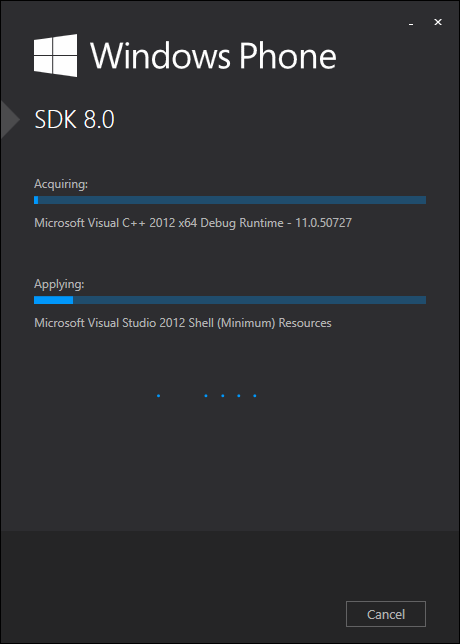 Windows Phone
SDK 8.0
Acquiring:
Microsoft Visual C++ 2012 x64 Debug Runtime - 11.0.50727
Applying:
Microsoft Visual Studio 2012 Shell (Minimum) Resources
Cancel